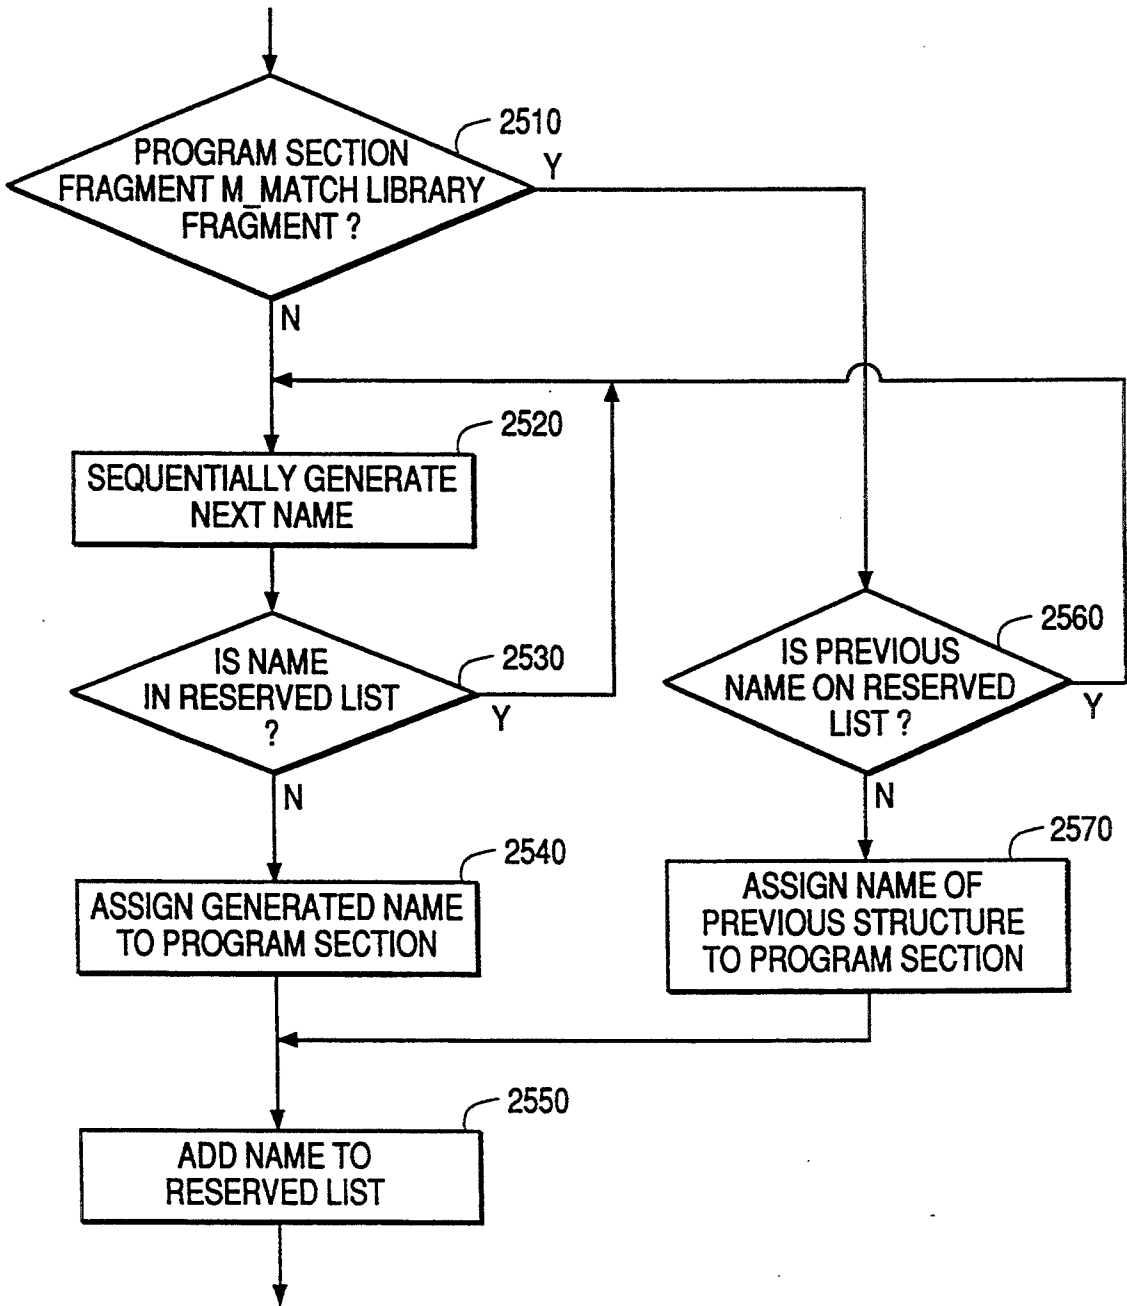 2510
PROGRAM SECTION
FRAGMENT M_MATCH LIBRARY
FRAGMENT ?
Y
N
2520
SEQUENTIALLY GENERATE
NEXT NAME
2530
IS NAME
IN RESERVED LIST
?
Y
N
2560
IS PREVIOUS
NAME ON RESERVED
LIST ?
Y
N
2540
ASSIGN GENERATED NAME
TO PROGRAM SECTION
2570
ASSIGN NAME OF
PREVIOUS STRUCTURE
TO PROGRAM SECTION
2550
ADD NAME TO
RESERVED LIST